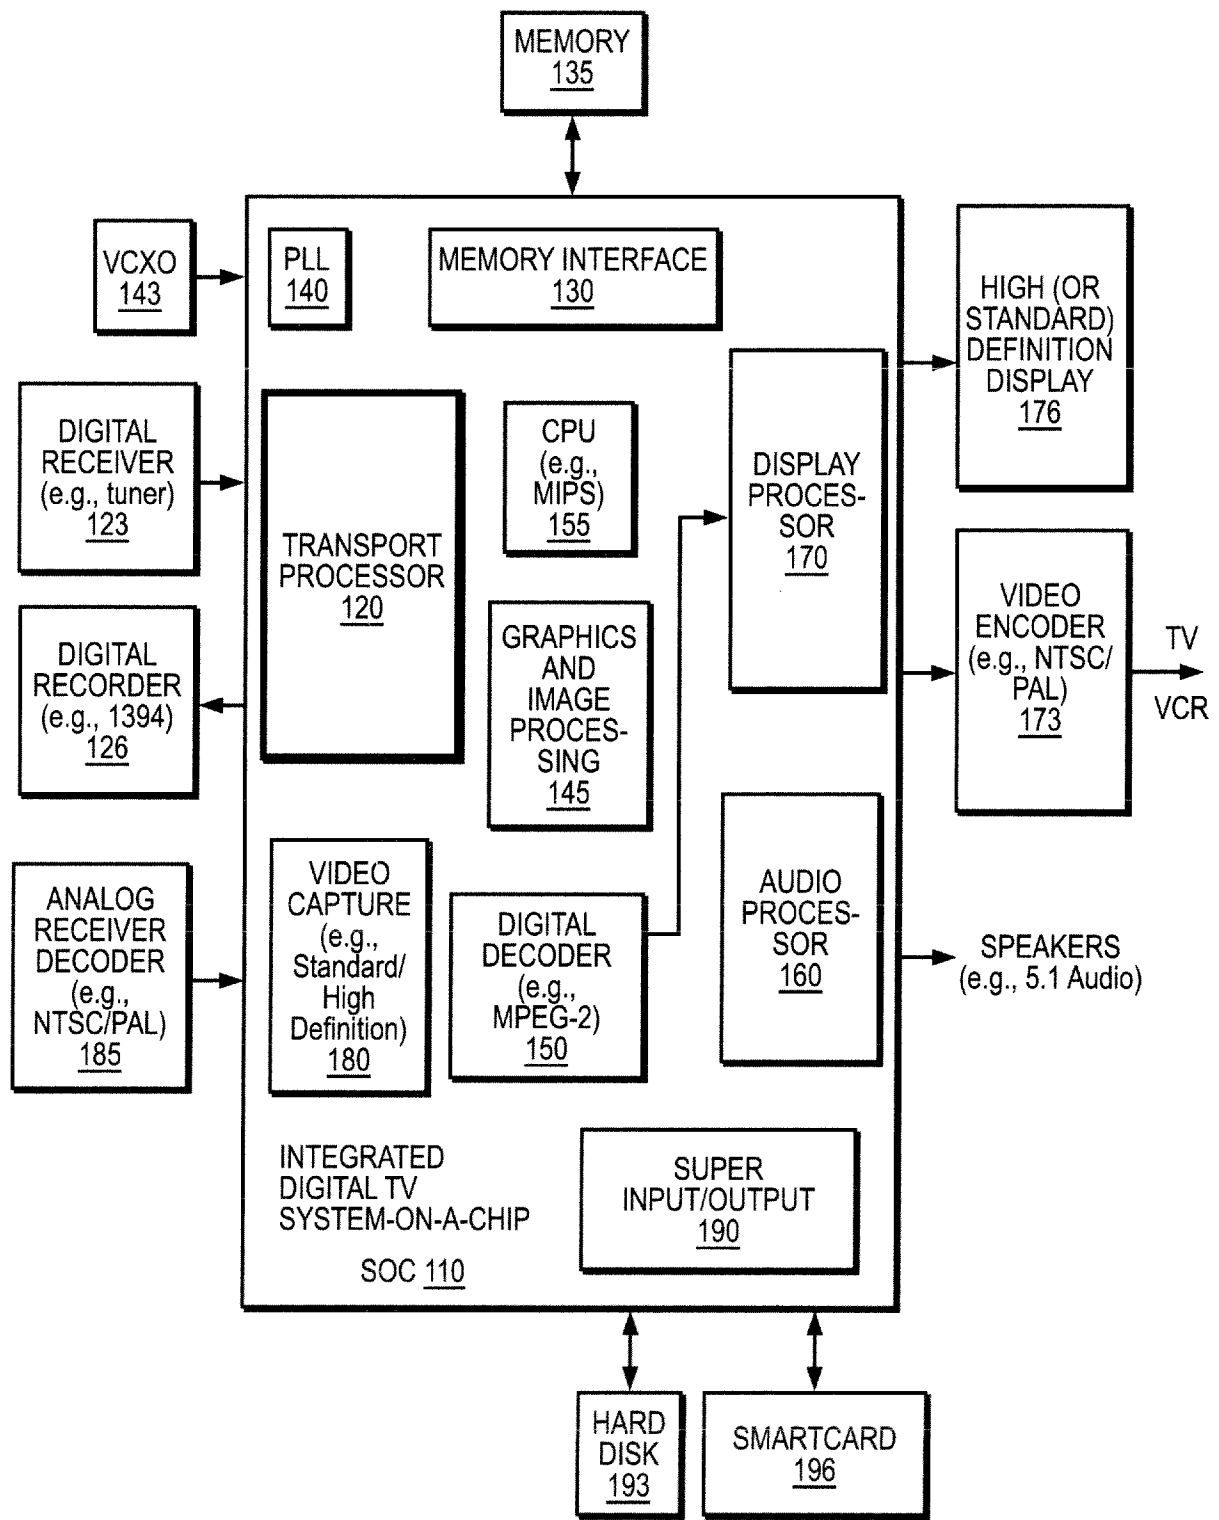 MEMORY
135
VCXO
143
PLL
140
MEMORY INTERFACE
130
HIGH (OR
STANDARD)
DEFINITION
DISPLAY
176
DIGITAL
RECEIVER
(e.g., tuner)
123
TRANSPORT
PROCESSOR
120
CPU
(e.g.,
MIPS)
155
DISPLAY
PROCES-
SOR
170
DIGITAL
RECORDER
(e.g., 1394)
126
GRAPHICS
AND
IMAGE
PROCES-
SING
145
VIDEO
ENCODER
(e.g., NTSC/
PAL)
173
TV
VCR
ANALOG
RECEIVER
DECODER
(e.g.,
NTSC/PAL)
185
VIDEO
CAPTURE
(e.g.,
Standard/
High
Definition)
180
DIGITAL
DECODER
(e.g.,
MPEG-2)
150
AUDIO
PROCES-
SOR
160
SPEAKERS
(e.g., 5.1 Audio)
INTEGRATED
DIGITAL TV
SYSTEM-ON-A-CHIP
SOC 110
SUPER
INPUT/OUTPUT
190
HARD
DISK
193
SMARTCARD
196